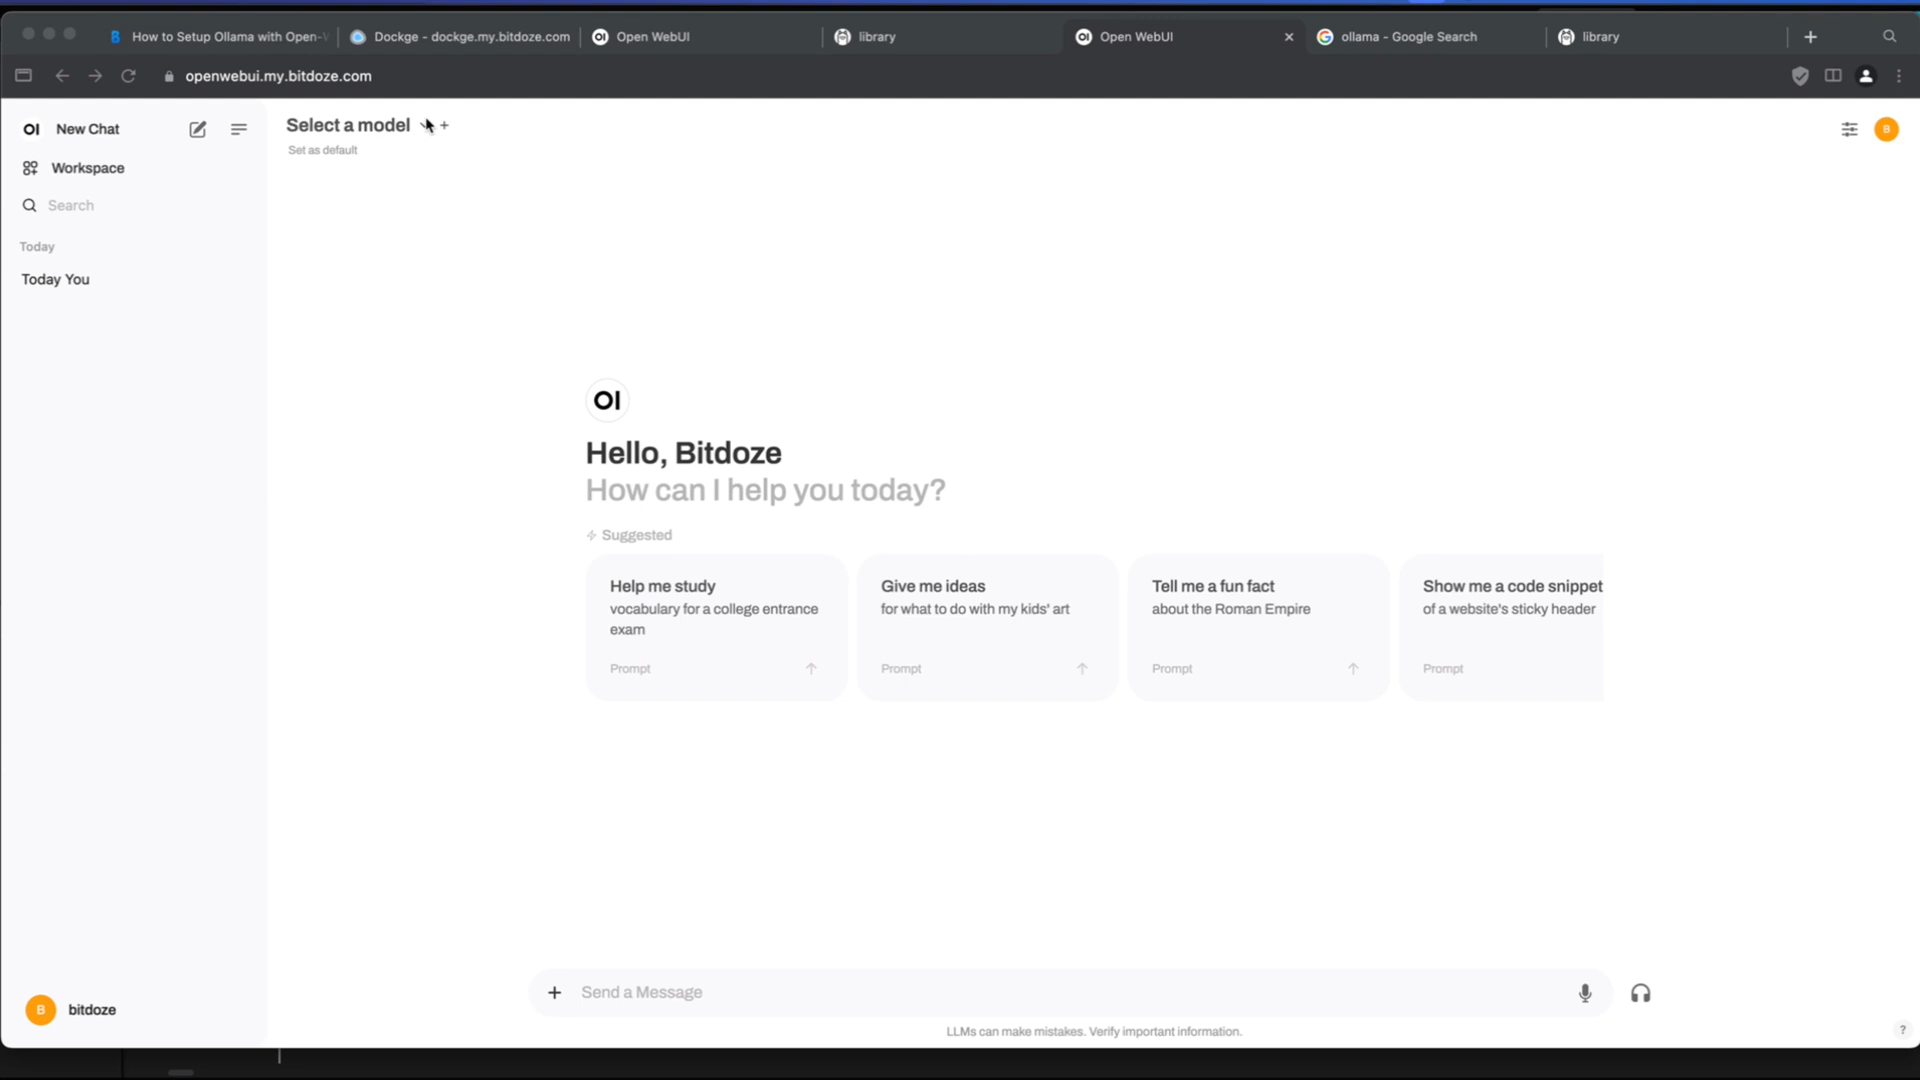 How to Setup Ollama with Open-
Dockge - dockge.my.bitdoze.com
Open WebUI
library
Open WebUI
ollama - Google Search
library
openwebui.my.bitdoze.com
OI New Chat
Workspace
Search
Today
Today You
Select a model
Set as default
B
OI
Hello, Bitdoze
How can I help you today?
Suggested
Help me study
vocabulary for a college entrance
exam
Prompt
Give me ideas
for what to do with my kids' art
Prompt
Tell me a fun fact
about the Roman Empire
Prompt
Show me a code snippet
of a website's sticky header
Prompt
Send a Message
LLMs can make mistakes. Verify important information.
B bitdoze
?